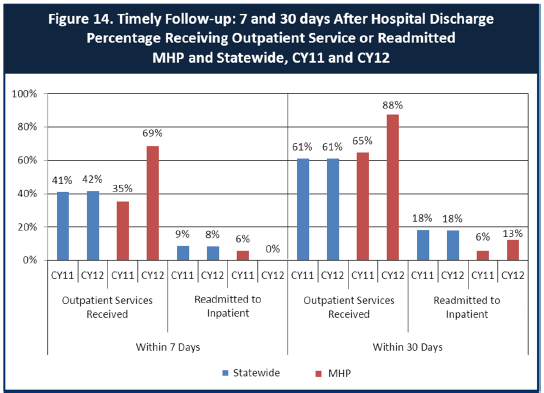 Figure 14. Timely Follow-up: 7 and 30 days After Hospital Discharge
Percentage Receiving Outpatient Service or Readmitted
MHP and Statewide, CY11 and CY12
100%
80%
60%
40%
20%
0%
41%
42%
35%
69%
9%
8%
6%
0%
61%
61%
65%
88%
18%
18%
6%
13%
CY11 CY12 CY11 CY12 CY11 CY12 CY11 CY12 CY11 CY12 CY11 CY12 CY11 CY12 CY11 CY12
Outpatient Services
Received
Readmitted to
Inpatient
Outpatient Services
Received
Readmitted to
Inpatient
Within 7 Days
Within 30 Days
Statewide
MHP